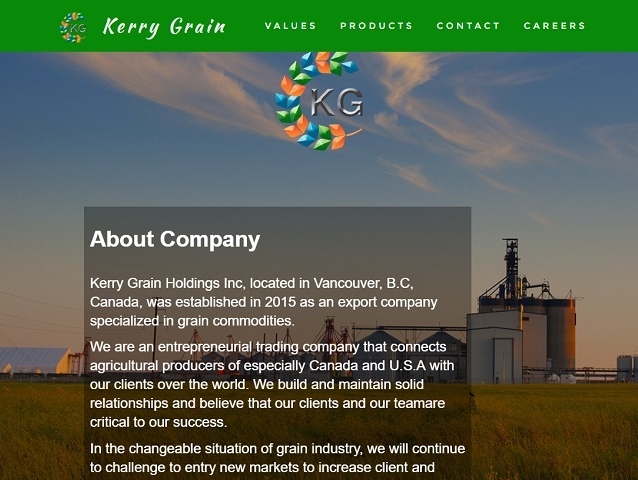 Kerry Grain
VALUES PRODUCTS CONTACT CAREERS
KG
About Company
Kerry Grain Holdings Inc, located in Vancouver, B.C,
Canada, was established in 2015 as an export company
specialized in grain commodities.
We are an entrepreneurial trading company that connects
agricultural producers of especially Canada and U.S.A with
our clients over the world. We build and maintain solid
relationships and believe that our clients and our teamare
critical to our success.
In the changeable situation of grain industry, we will continue
to challenge to entry new markets to increase client and